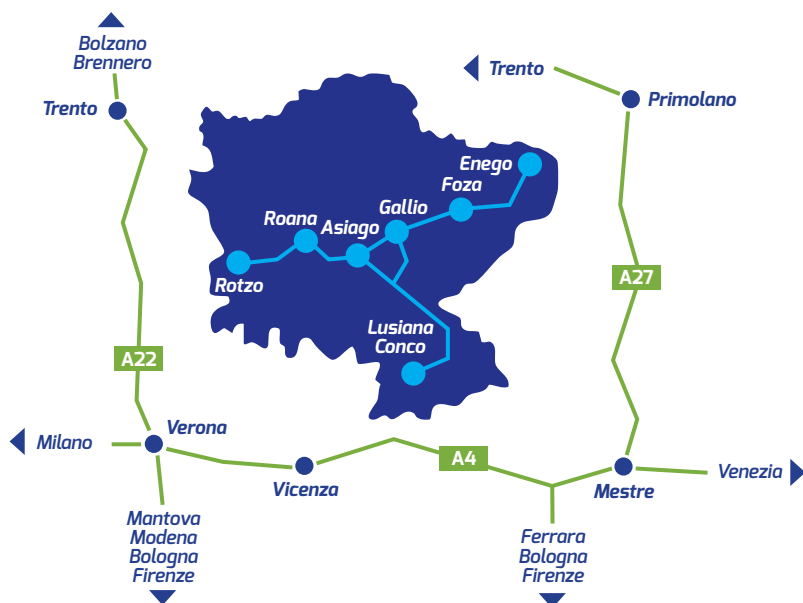 Bolzano
Brennero
Trento
Trento
Primolano
Enego
Foza
Gallio
Roana
Asiago
Rotzo
A27
Lusiana
Conco
A22
Verona
Milano
A4
Vicenza
Mestre
Venezia
Mantova
Modena
Bologna
Firenze
Ferrara
Bologna
Firenze